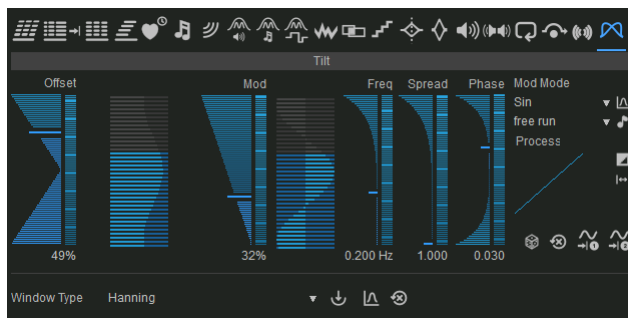 Tilt
Offset Mod Freq Spread Phase Mod Mode
Sin
free run
Process
49% 32% 0.200 Hz 1.000 0.030
Window Type Hanning